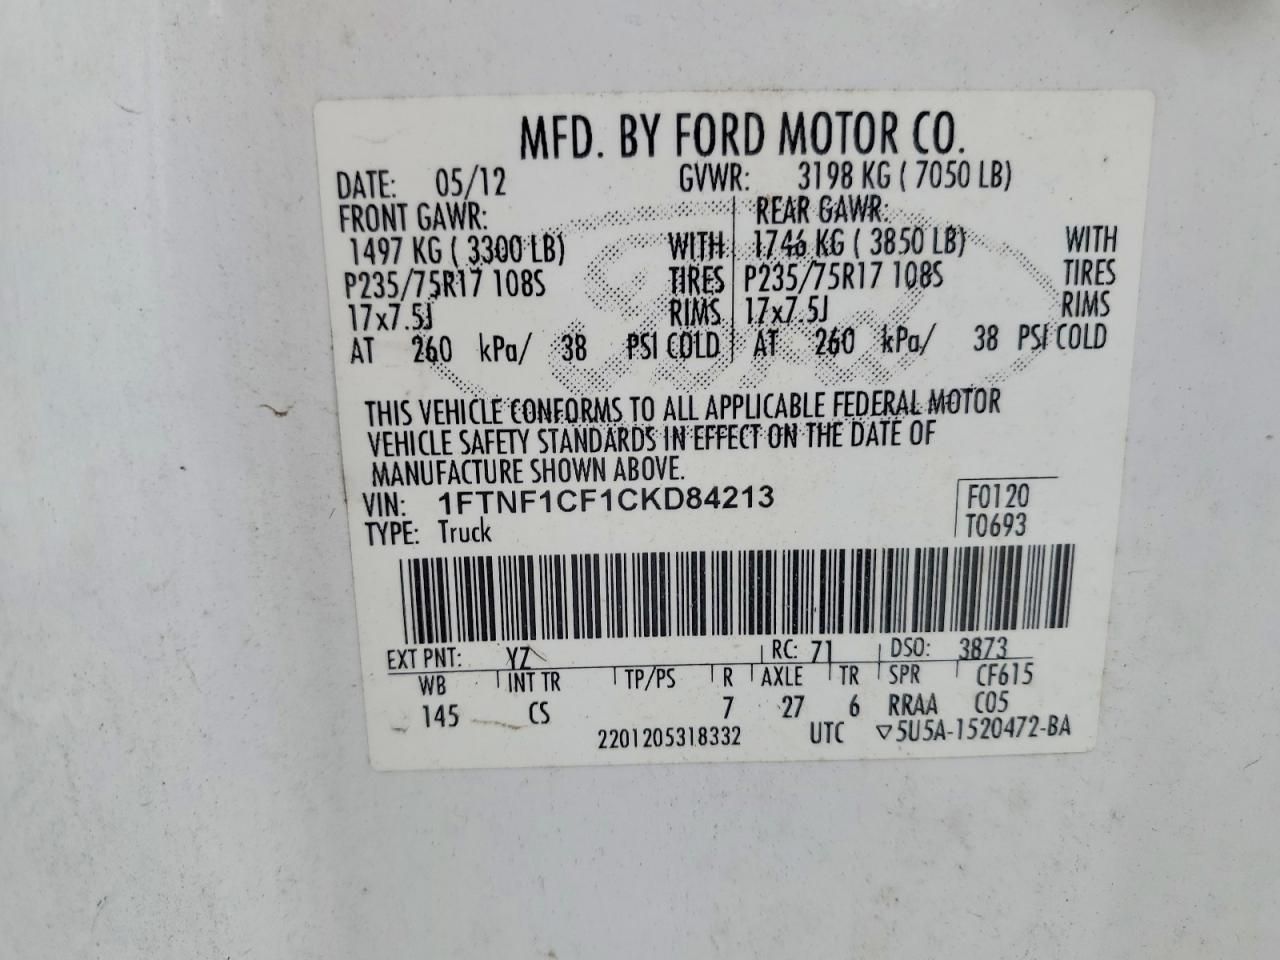 MFD. BY FORD MOTOR CO.
DATE: 05/12 GVWR: 3198 KG ( 7050 LB)
FRONT GAWR: REAR GAWR:
1497 KG ( 3300 LB) WITH 1746 KG ( 3850 LB) WITH
P235/75R17 108S TIRES P235/75R17 108S TIRES
17x7.5J RIMS 17x7.5J RIMS
AT 260 kPa/ 38 PSI COLD AT 260 kPa/ 38 PSI COLD
THIS VEHICLE CONFORMS TO ALL APPLICABLE FEDERAL MOTOR
VEHICLE SAFETY STANDARDS IN EFFECT ON THE DATE OF
MANUFACTURE SHOWN ABOVE.
VIN: 1FTNF1CF1CKD84213 F0120
TYPE: Truck T0693
EXT PNT: YZ RC: 71 DSO: 3873
WB INT TR TP/PS R AXLE TR SPR CF615
145 CS 7 27 6 RRAA C05
2201205318332 UTC ▽5U5A-1520472-BA